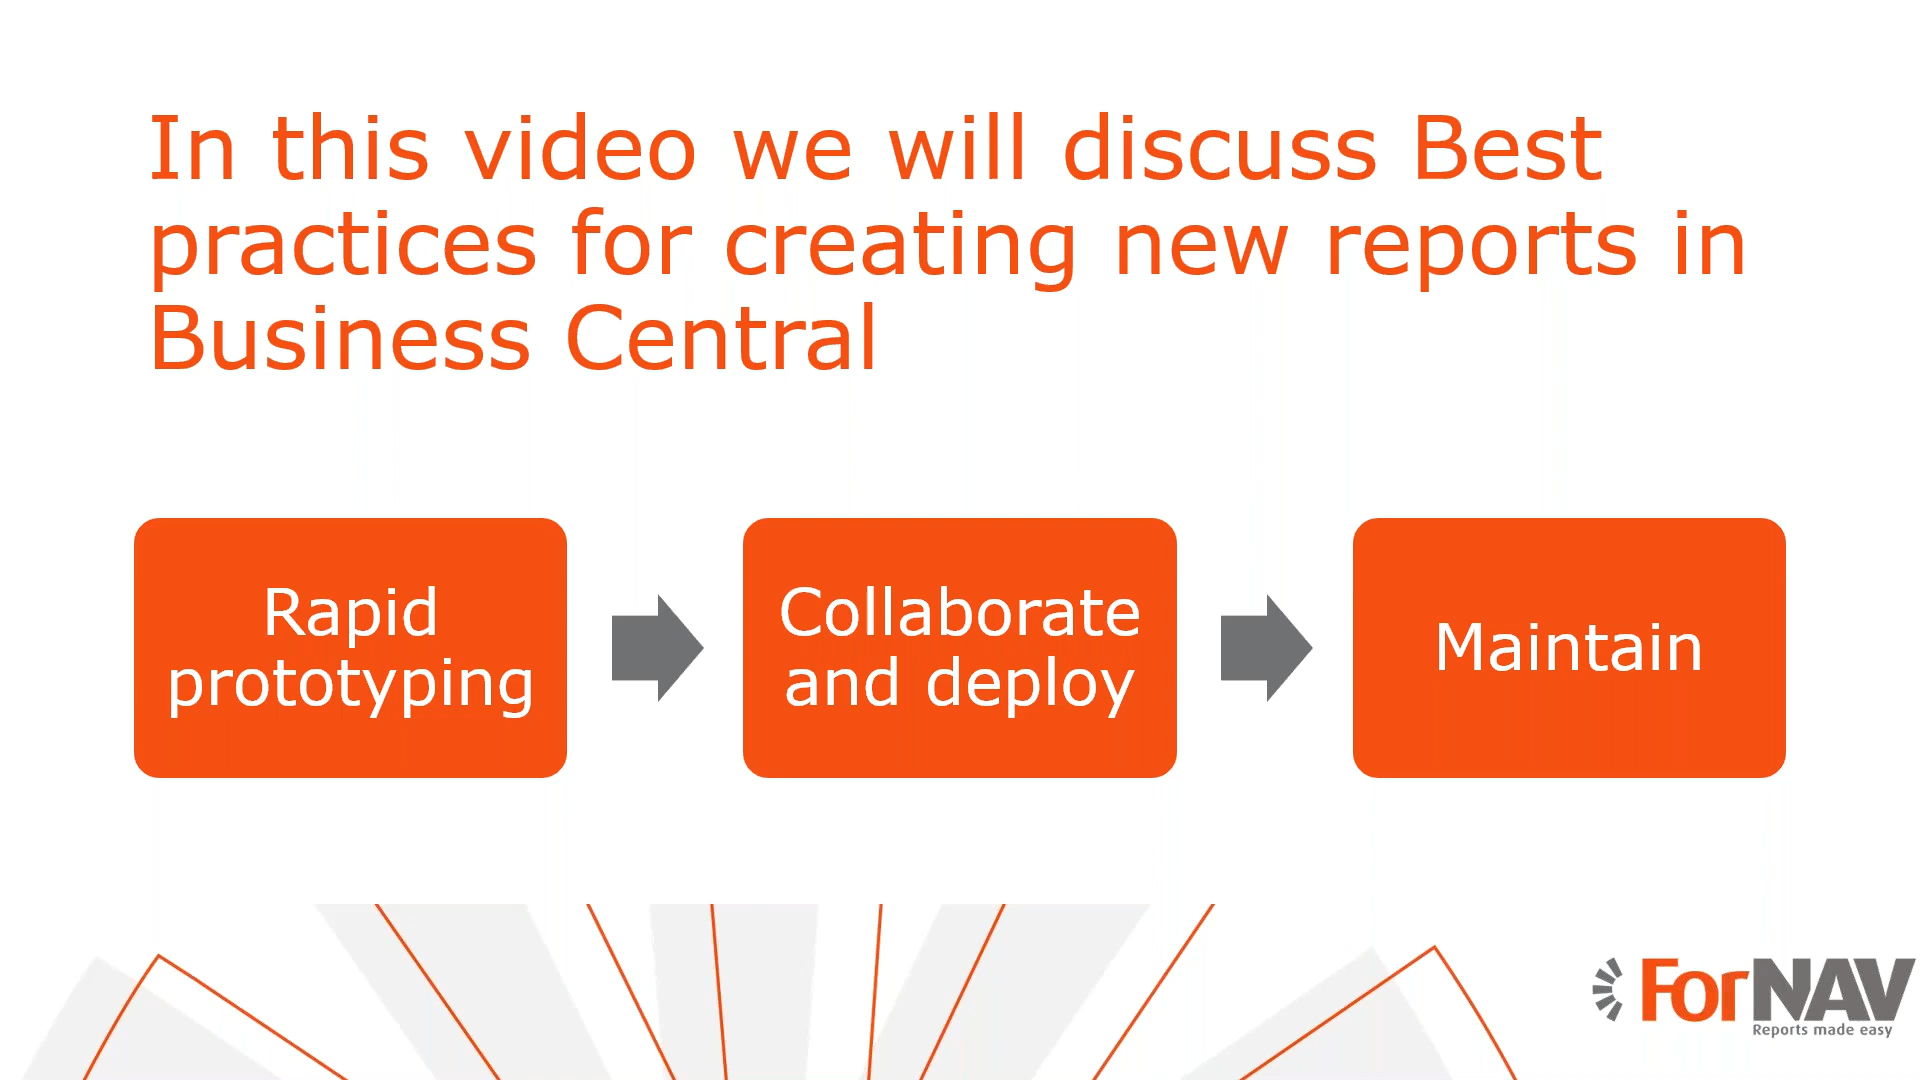 In this video we will discuss Best
practices for creating new reports in
Business Central
Rapid
prototyping
Collaborate
and deploy
Maintain
ForNAV
Reports made easy